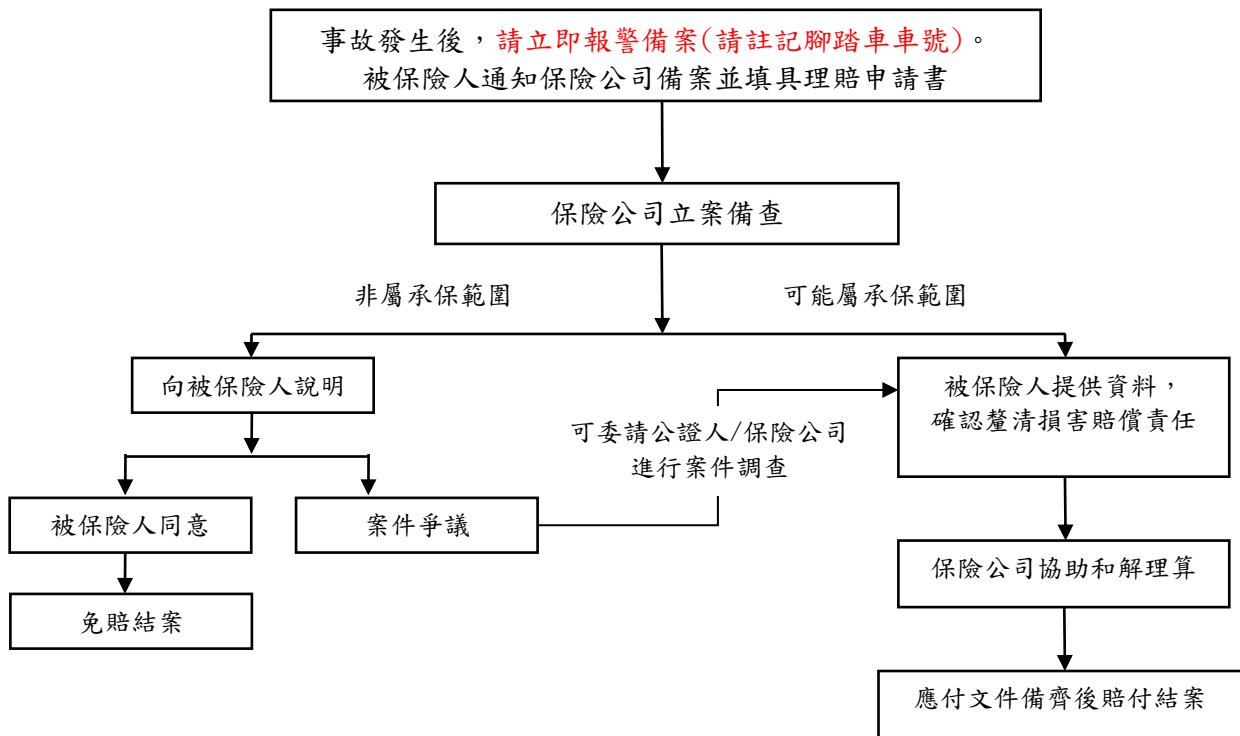 事故發生後，請立即報警備案(請註記腳踏車車號)。
被保險人通知保險公司備案並填具理賠申請書
保險公司立案備查
非屬承保範圍
可能屬承保範圍
向被保險人說明
被保險人提供資料，
確認釐清損害賠償責任
可委請公證人/保險公司
進行案件調查
被保險人同意
案件爭議
保險公司協助和解理算
免賠結案
應付文件備齊後賠付結案